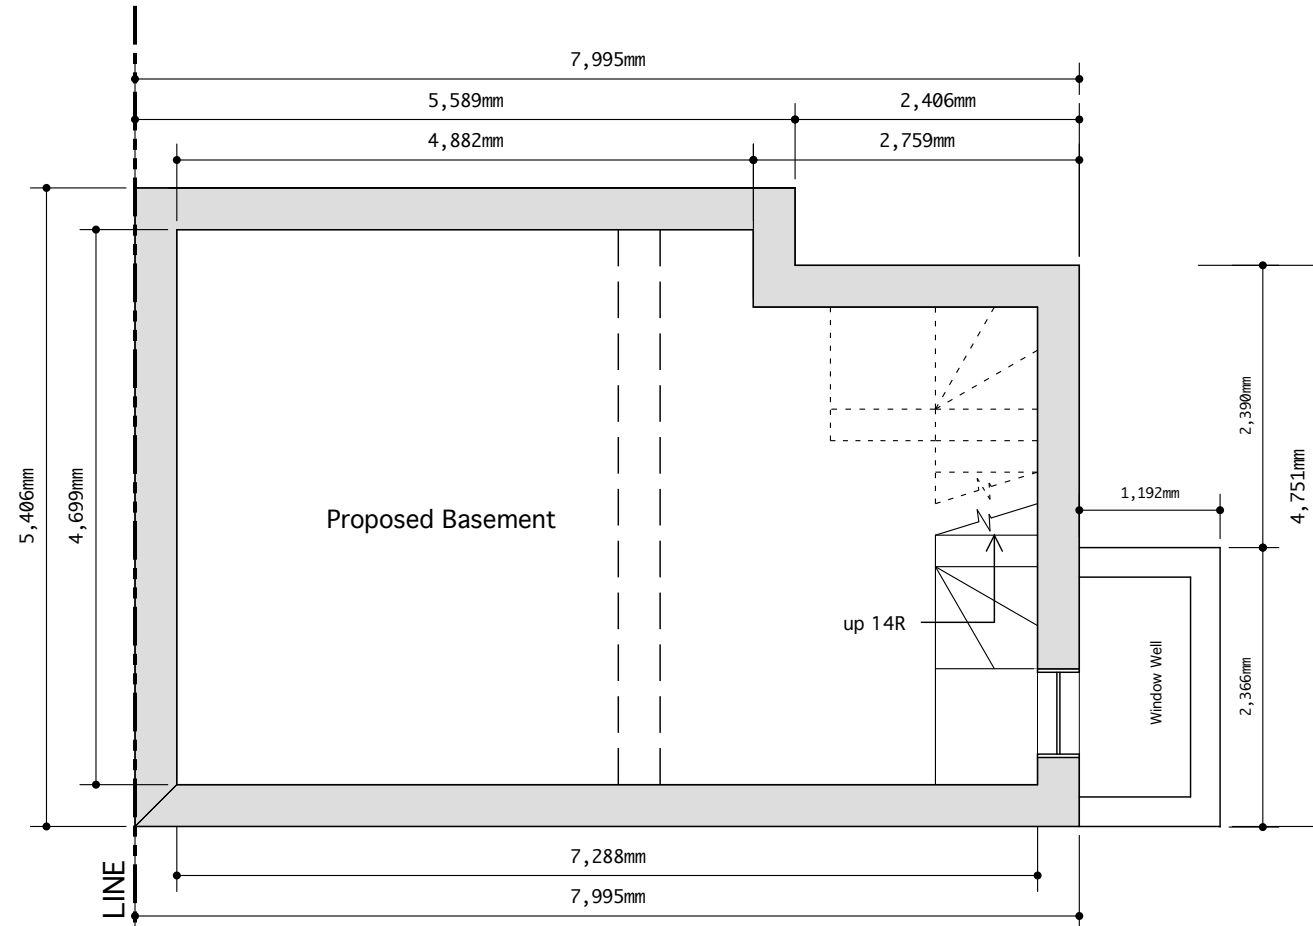 7,995mm
5,589mm
2,406mm
4,882mm
2,759mm
5,406mm
4,699mm
2,390mm
4,751mm
1,192mm
Proposed Basement
up 14R
Window Well
2,366mm
7,288mm
LINE
7,995mm